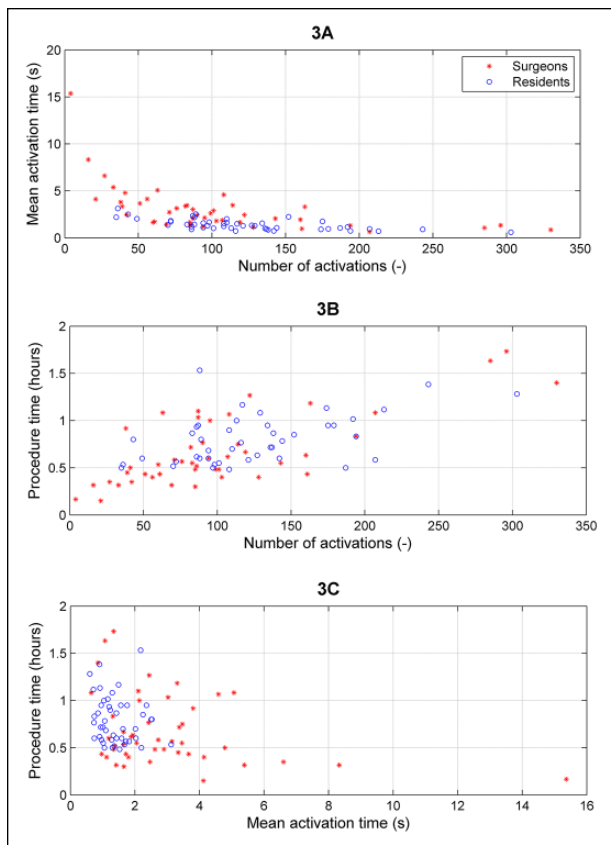 3A
20
15
10
5
0
Mean activation time (s)
Surgeons
Residents
0 50 100 150 200 250 300 350
Number of activations (-)
3B
2
1.5
1
0.5
0
Procedure time (hours)
0 50 100 150 200 250 300 350
Number of activations (-)
3C
2
1.5
1
0.5
0
Procedure time (hours)
0 2 4 6 8 10 12 14 16
Mean activation time (s)